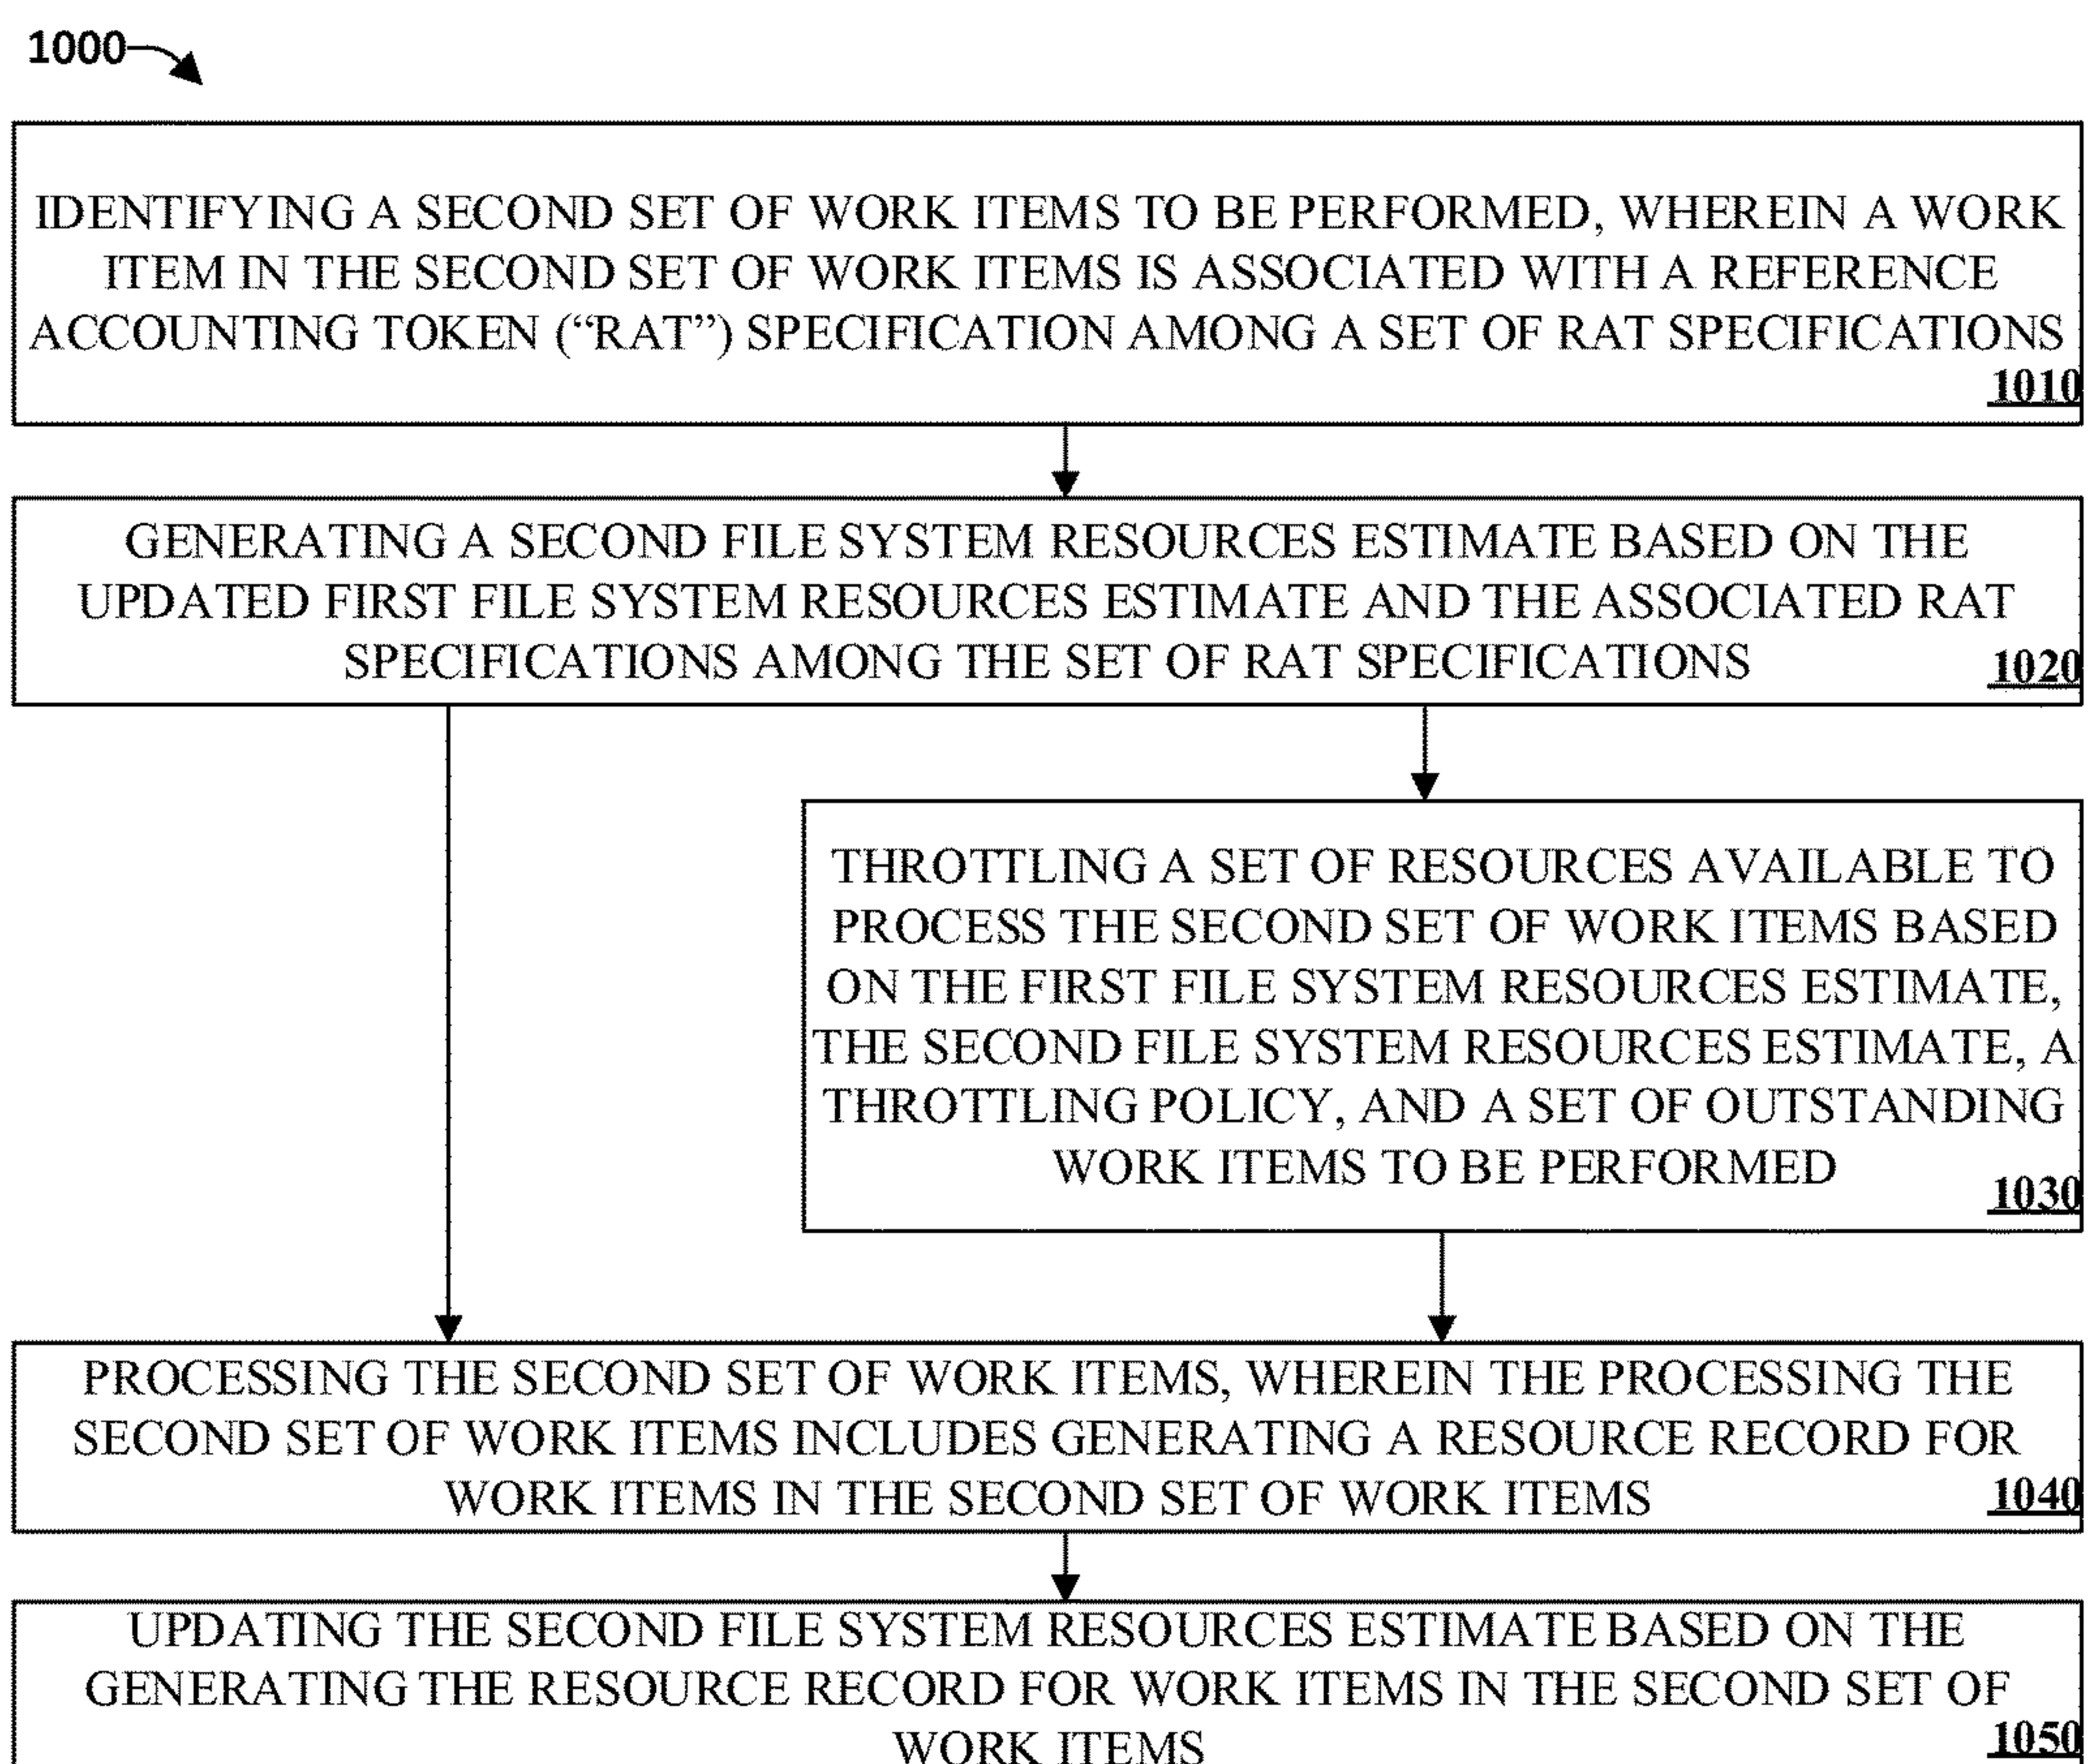 1000
IDENTIFYING A SECOND SET OF WORK ITEMS TO BE PERFORMED, WHEREIN A WORK
ITEM IN THE SECOND SET OF WORK ITEMS IS ASSOCIATED WITH A REFERENCE
ACCOUNTING TOKEN (“RAT”) SPECIFICATION AMONG A SET OF RAT SPECIFICATIONS
1010
GENERATING A SECOND FILE SYSTEM RESOURCES ESTIMATE BASED ON THE
UPDATED FIRST FILE SYSTEM RESOURCES ESTIMATE AND THE ASSOCIATED RAT
SPECIFICATIONS AMONG THE SET OF RAT SPECIFICATIONS
1020
THROTTLING A SET OF RESOURCES AVAILABLE TO
PROCESS THE SECOND SET OF WORK ITEMS BASED
ON THE FIRST FILE SYSTEM RESOURCES ESTIMATE,
THE SECOND FILE SYSTEM RESOURCES ESTIMATE, A
THROTTLING POLICY, AND A SET OF OUTSTANDING
WORK ITEMS TO BE PERFORMED
1030
PROCESSING THE SECOND SET OF WORK ITEMS, WHEREIN THE PROCESSING THE
SECOND SET OF WORK ITEMS INCLUDES GENERATING A RESOURCE RECORD FOR
WORK ITEMS IN THE SECOND SET OF WORK ITEMS
1040
UPDATING THE SECOND FILE SYSTEM RESOURCES ESTIMATE BASED ON THE
GENERATING THE RESOURCE RECORD FOR WORK ITEMS IN THE SECOND SET OF
WORK ITEMS
1050